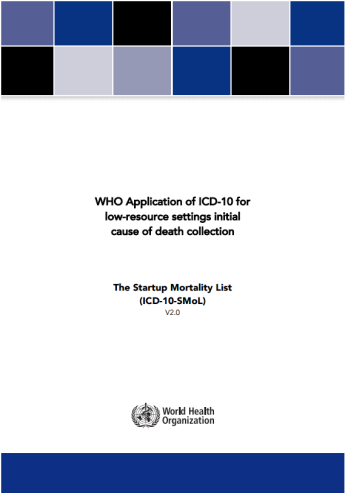 WHO Application of ICD-10 for
low-resource settings initial
cause of death collection
The Startup Mortality List
(ICD-10-SMoL)
V2.0
World Health
Organization